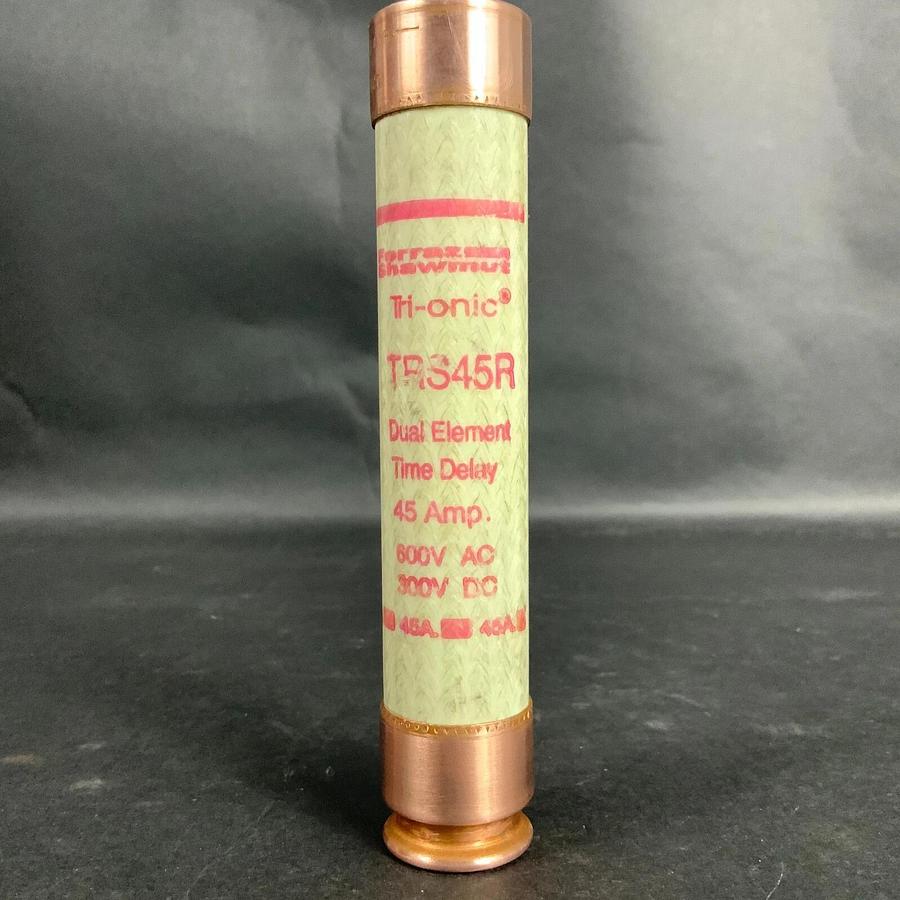 Ferraz
Shawmut
Tri-onic®
TRS45R
Dual Element
Time Delay
45 Amp.
600V AC
300V DC
45A. 45A.